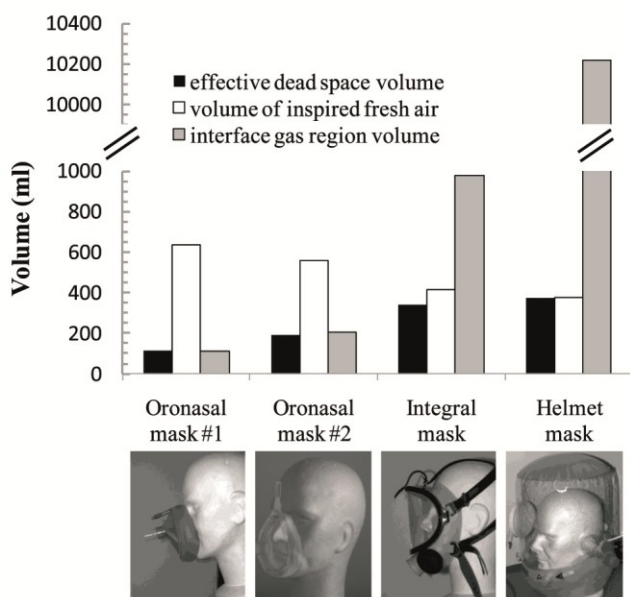 10400
10200
10000
effective dead space volume
volume of inspired fresh air
interface gas region volume
Volume (ml)
1000
800
600
400
200
0
Oronasal mask #1
Oronasal mask #2
Integral mask
Helmet mask